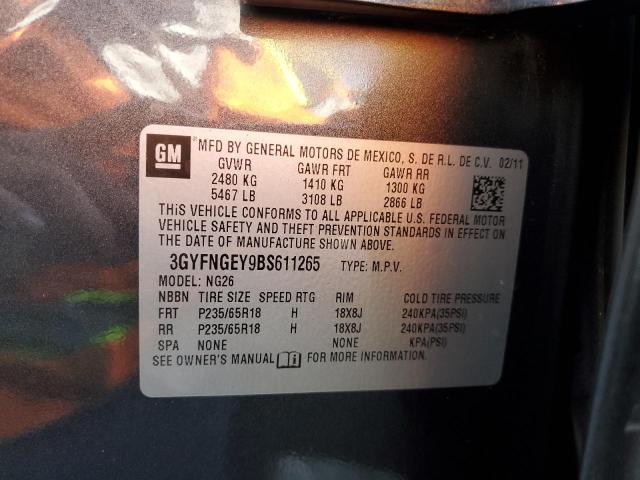 GM
MFD BY GENERAL MOTORS DE MEXICO, S. DE R.L. DE C.V. 02/11
GVWR GAWR FRT GAWR RR
2480 KG 1410 KG 1300 KG
5467 LB 3108 LB 2866 LB
THIS VEHICLE CONFORMS TO ALL APPLICABLE U.S. FEDERAL MOTOR
VEHICLE SAFETY AND THEFT PREVENTION STANDARDS IN EFFECT ON
THE DATE OF MANUFACTURE SHOWN ABOVE.
3GYFNGEY9BS611265 TYPE: M.P.V.
MODEL: NG26
NBBN TIRE SIZE SPEED RTG RIM COLD TIRE PRESSURE
FRT P235/65R18 H 18X8J 240KPA(35PSI)
RR P235/65R18 H 18X8J 240KPA(35PSI)
SPA NONE NONE KPA(PSI)
SEE OWNER'S MANUAL FOR MORE INFORMATION.